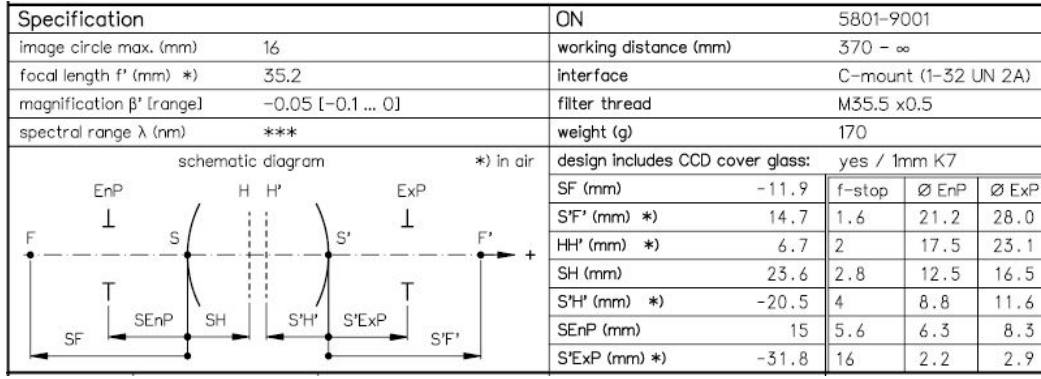 Specification
ON 5801-9001
image circle max. (mm) 16
working distance (mm) 370 - ∞
focal length f' (mm) *) 35.2
interface C-mount (1-32 UN 2A)
magnification β' [range] -0.05 [-0.1 ... 0]
filter thread M35.5 x0.5
spectral range λ (nm) ***
weight (g) 170
schematic diagram *) in air
design includes CCD cover glass: yes / 1mm K7
EnP H H' ExP
F S S' F' +
SEnP SH S'H' S'ExP
SF S'F'
SF (mm) -11.9 f-stop Ø EnP Ø ExP
S'F' (mm) *) 14.7 1.6 21.2 28.0
HH' (mm) *) 6.7 2 17.5 23.1
SH (mm) 23.6 2.8 12.5 16.5
S'H' (mm) *) -20.5 4 8.8 11.6
SEnP (mm) 15 5.6 6.3 8.3
S'ExP (mm) *) -31.8 16 2.2 2.9